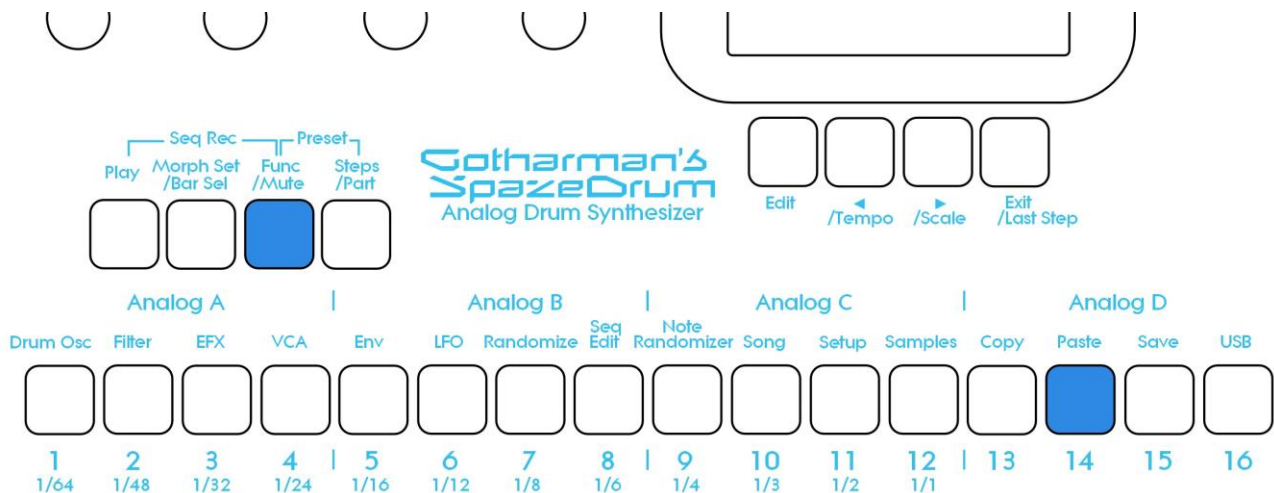 Seq Rec Preset
Play Morph Set /Bar Sel Func /Mute Steps /Part
Gotharman's
SpazeDrum
Analog Drum Synthesizer
Edit ◄ /Tempo ► /Scale Exit /Last Step
Analog A | Analog B | Analog C | Analog D
Drum Osc Filter EFX VCA Env LFO Randomize Seq Edit Note Randomizer Song Setup Samples Copy Paste Save USB
1 2 3 4 | 5 6 7 8 | 9 10 11 12 | 13 14 15 16
1/64 1/48 1/32 1/24 1/16 1/12 1/8 1/6 1/4 1/3 1/2 1/1